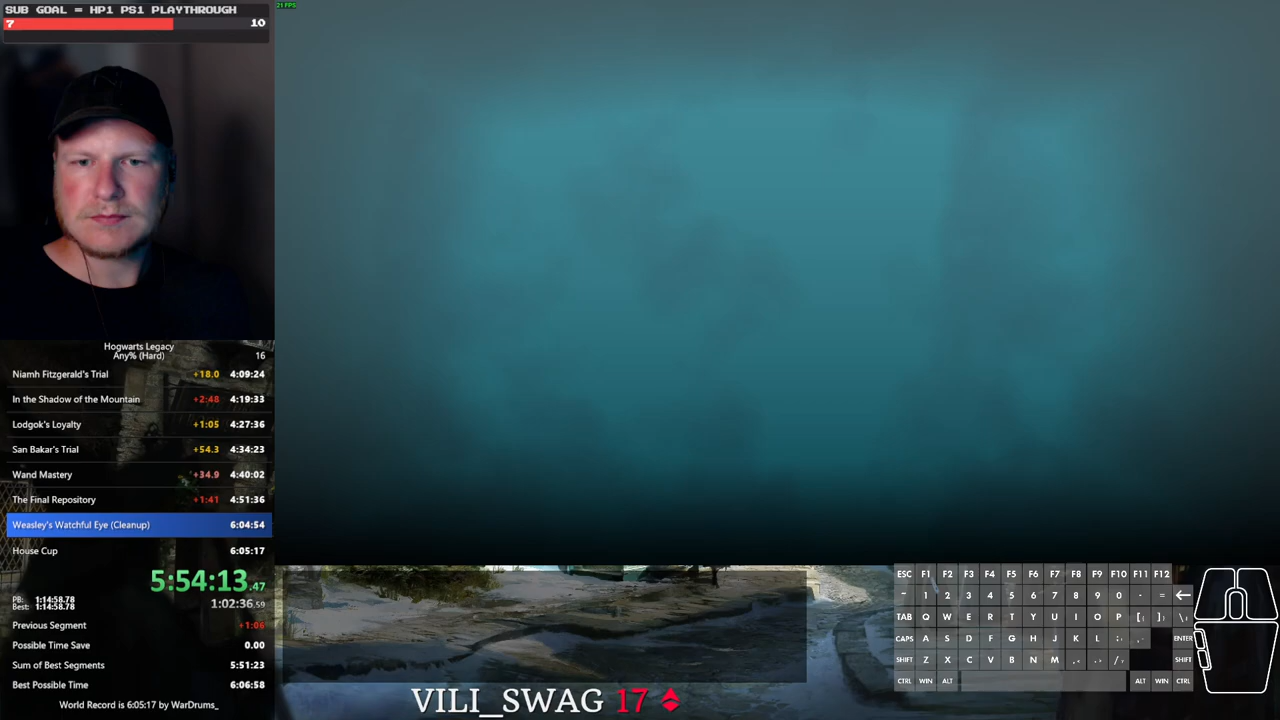 SUB GOAL = HP1 PS1 PLAYTHROUGH
7 10
21 FPS
Hogwarts Legacy
Any% (Hard) 16
Niamh Fitzgerald's Trial +18.0 4:09:24
In the Shadow of the Mountain +2:48 4:19:33
Lodgok's Loyalty +1:05 4:27:36
San Bakar's Trial +54.3 4:34:23
Wand Mastery +34.9 4:40:02
The Final Repository +1:41 4:51:36
Weasley's Watchful Eye (Cleanup) 6:04:54
House Cup 6:05:17
5:54:13.47
PB: 1:14:58.78
Best: 1:14:58.78
1:02:36.59
Previous Segment +1:06
Possible Time Save 0.00
Sum of Best Segments 5:51:23
Best Possible Time 6:06:58
World Record is 6:05:17 by WarDrums_
VILI_SWAG 17
ESC F1 F2 F3 F4 F5 F6 F7 F8 F9 F10 F11 F12
~ 1 2 3 4 5 6 7 8 9 0 - =
TAB Q W E R T Y U I O P [ ] \
CAPS A S D F G H J K L ; ENTER
SHIFT Z X C V B N M , . / SHIFT
CTRL WIN ALT ALT WIN CTRL